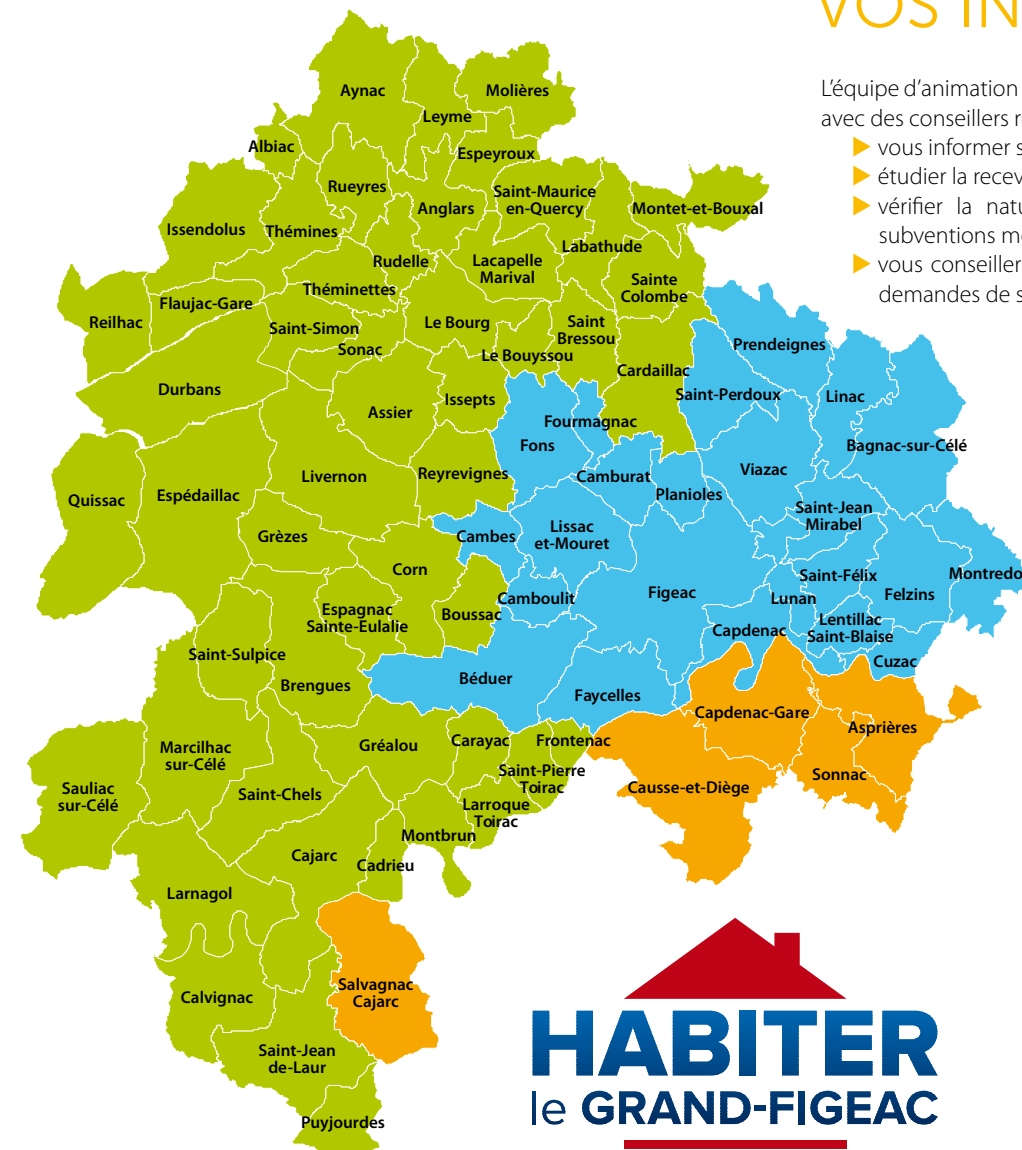 VOS IN
L'équipe d'animation
avec des conseillers r
vous informer s
étudier la recev
vérifier la natu
subventions m
vous conseiller
demandes de s
Aynac
Molières
Leyme
Albiac
Espeyroux
Rueyres
Saint-Maurice
en-Quercy
Anglars
Montet-et-Bouxal
Issendolus
Thémines
Labathude
Rudelle
Lacapelle
Marival
Sainte
Colombe
Théminettes
Flaujac-Gare
Reilhac
Saint-Simon
Le Bourg
Saint
Bressou
Sonac
Le Bouyssou
Prendeignes
Cardaillac
Durbans
Saint-Perdoux
Linac
Issepts
Assier
Fourmagnac
Fons
Bagnac-sur-Célé
Livernon
Reyrevignes
Camburat
Viazac
Planioles
Quissac
Espédaillac
Saint-Jean
Mirabel
Grèzes
Cambes
Lissac
et-Mouret
Corn
Saint-Félix
Montredo
Figeac
Felzins
Camboulit
Lunan
Espagnac
Sainte-Eulalie
Boussac
Lentillac
Saint-Blaise
Capdenac
Saint-Sulpice
Cuzac
Béduer
Brengues
Faycelles
Capdenac-Gare
Asprières
Marcilhac
sur-Célé
Gréalou
Carayac
Frontenac
Saint-Pierre
Toirac
Sonnac
Sauliac
sur-Célé
Saint-Chels
Causse-et-Diège
Larroque
Toirac
Montbrun
Cajarc
Cadrieu
Larnagol
Salvagnac
Cajarc
Calvignac
Saint-Jean
de-Laur
Puyjourdes
HABITER
le GRAND-FIGEAC